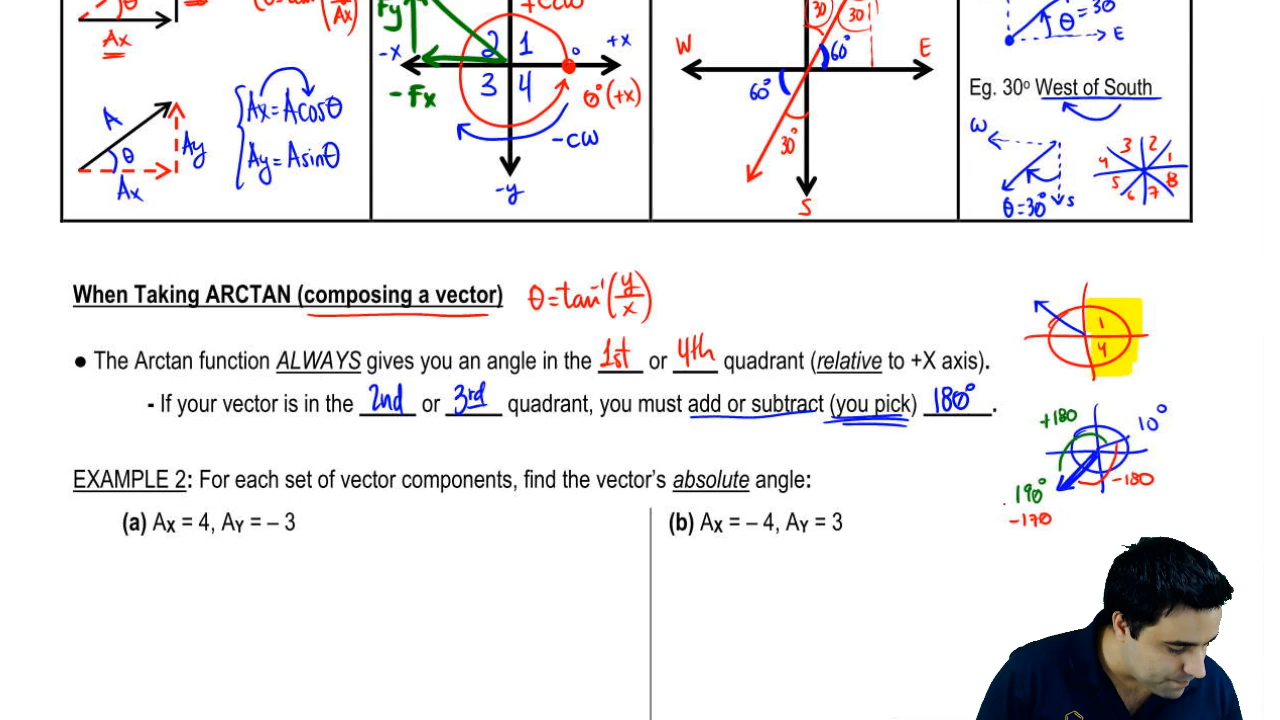 Ax
A
θ
Ax
Ay
Ax = Acosθ
Ay = Asinθ
Fy
+CCW
-x
2 1
3 4
0°
+x
-Fx
0° (+x)
-CW
-y
30 30
W
E
60°
60°
30°
S
θ=30
E
Eg. 30º West of South
W
θ=30°
S
3 2
4 1
5 8
6 7
When Taking ARCTAN (composing a vector) θ = tan⁻¹(y/x)
● The Arctan function ALWAYS gives you an angle in the 1st or 4th quadrant (relative to +X axis).
- If your vector is in the 2nd or 3rd quadrant, you must add or subtract (you pick) 180°.
1
4
+180
10°
-180
190°
-170
EXAMPLE 2: For each set of vector components, find the vector's absolute angle:
(a) AX = 4, AY = – 3
(b) AX = – 4, AY = 3